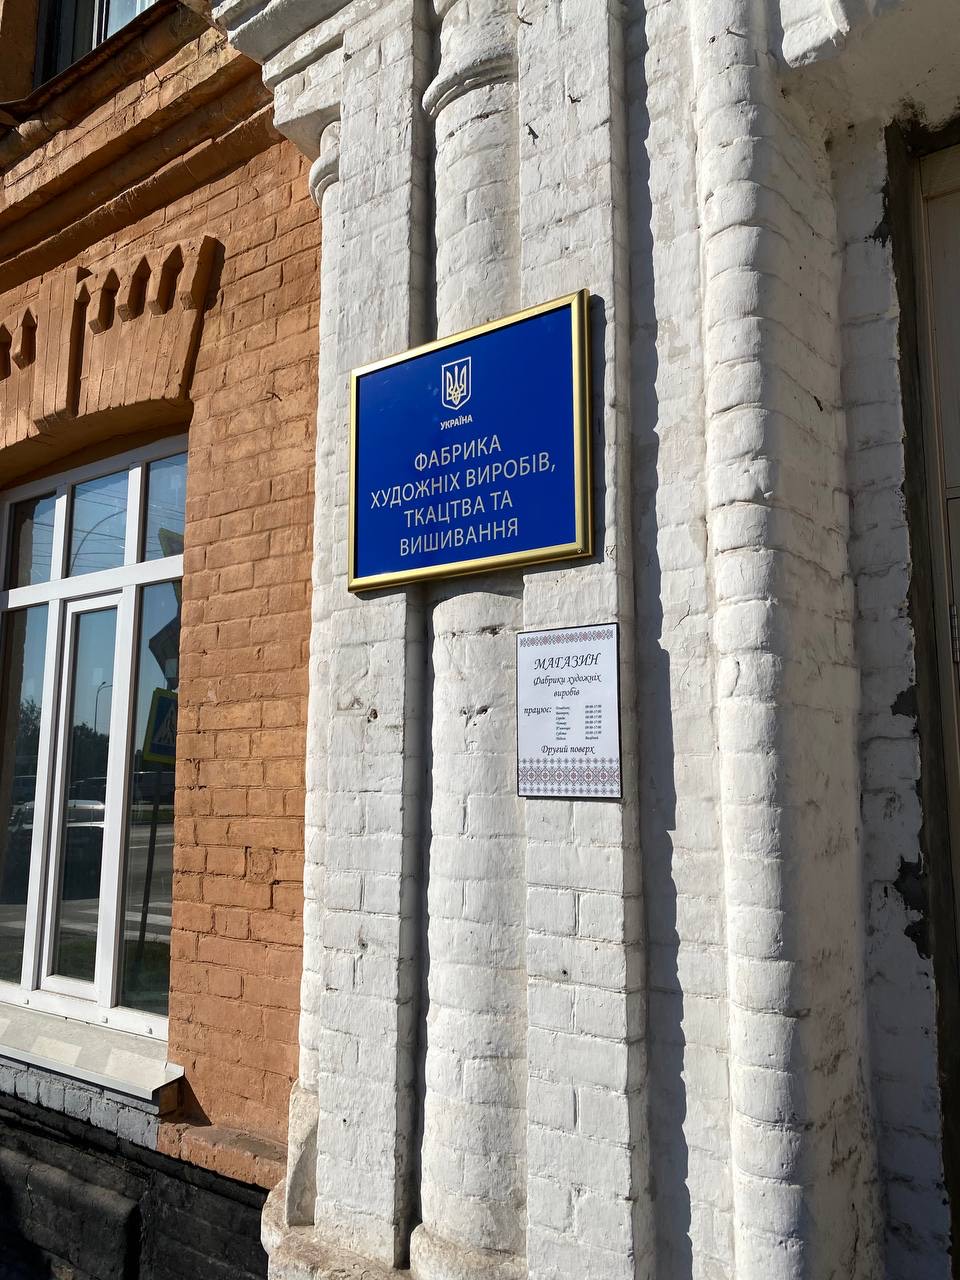 УКРАЇНА
ФАБРИКА
ХУДОЖНІХ ВИРОБІВ,
ТКАЦТВА ТА
ВИШИВАННЯ
МАГАЗИН
Фабрики художніх
виробів
працює:
Другий поверх